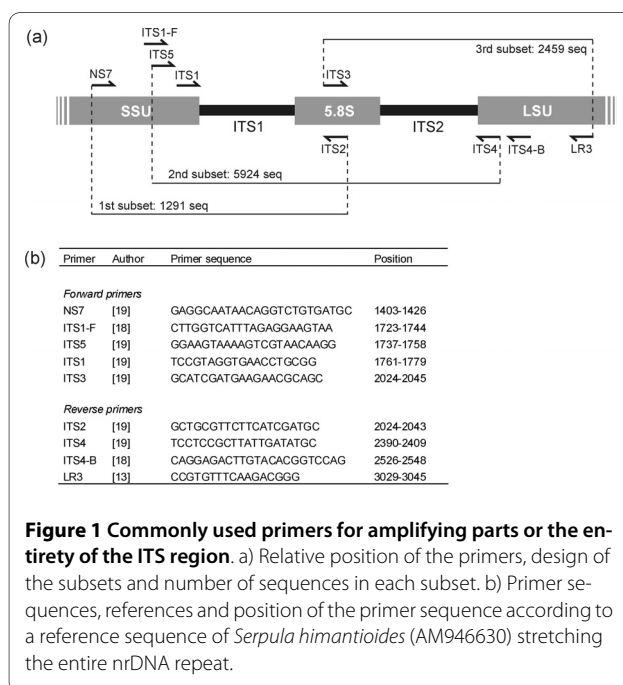 (a)
ITS1-F
ITS5
NS7
ITS1
ITS3
3rd subset: 2459 seq
SSU
5.8S
LSU
ITS1
ITS2
ITS2
ITS4
ITS4-B
LR3
2nd subset: 5924 seq
1st subset: 1291 seq
(b)
Primer Author Primer sequence Position
Forward primers
NS7 [19] GAGGCAATAACAGGTCTGTGATGC 1403-1426
ITS1-F [18] CTTGGTCATTTAGAGGAAGTAA 1723-1744
ITS5 [19] GGAAGTAAAAGTCGTAACAAGG 1737-1758
ITS1 [19] TCCGTAGGTGAACCTGCGG 1761-1779
ITS3 [19] GCATCGATGAAGAACGCAGC 2024-2045
Reverse primers
ITS2 [19] GCTGCGTTCTTCATCGATGC 2024-2043
ITS4 [19] TCCTCCGCTTATTGATATGC 2390-2409
ITS4-B [18] CAGGAGACTTGTACACGGTCCAG 2526-2548
LR3 [13] CCGTGTTTCAAGACGGG 3029-3045
Figure 1 Commonly used primers for amplifying parts or the en-
tirety of the ITS region. a) Relative position of the primers, design of
the subsets and number of sequences in each subset. b) Primer se-
quences, references and position of the primer sequence according to
a reference sequence of Serpula himantioides (AM946630) stretching
the entire nrDNA repeat.